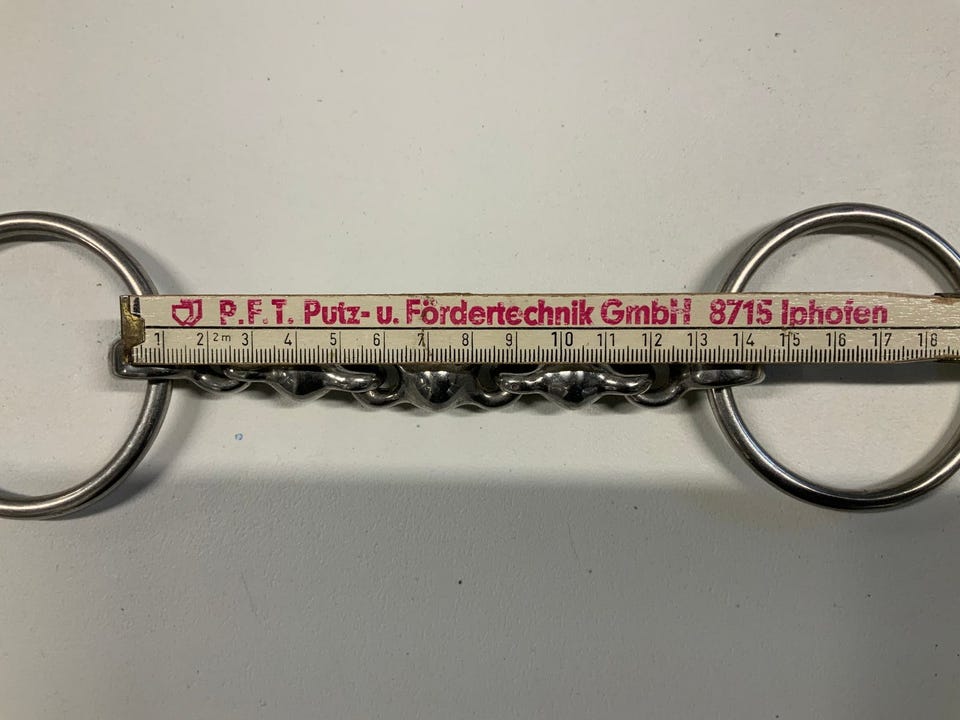 P.F.T. Putz- u. Fördertechnik GmbH 8715 Iphofen
1 2 2m 3 4 5 6 7 8 9 10 11 12 13 14 15 16 17 18